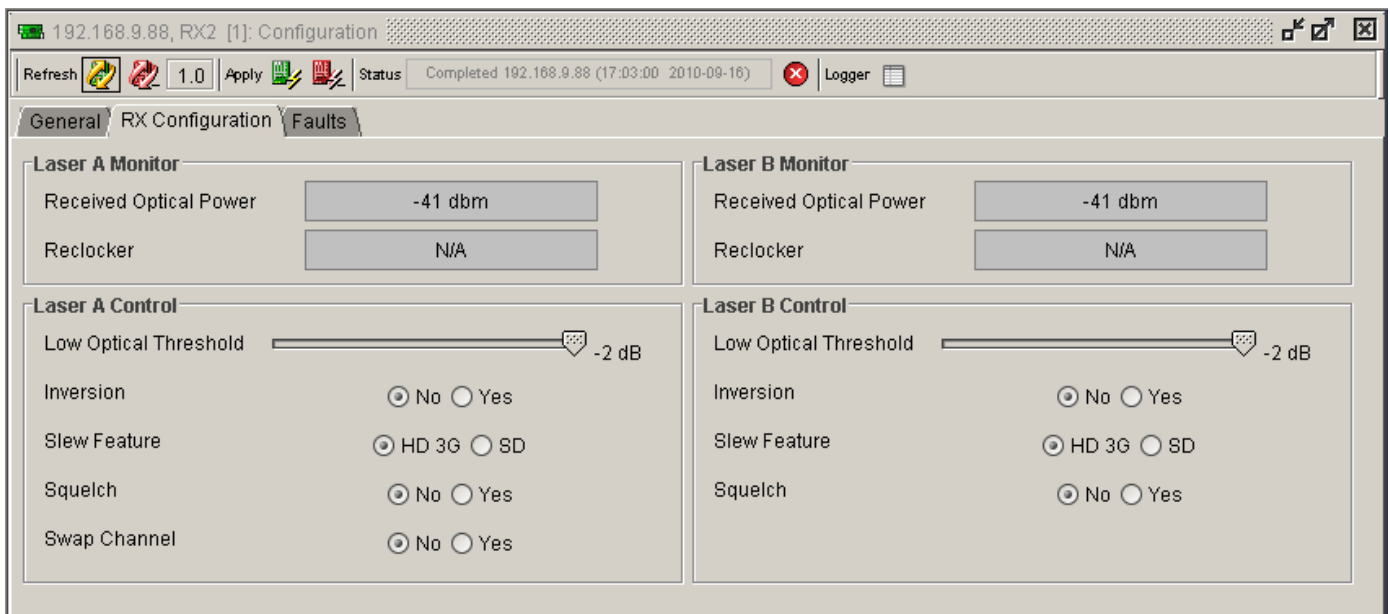 192.168.9.88, RX2 [1]: Configuration
Refresh 1.0 Apply Status Completed 192.168.9.88 (17:03:00 2010-09-16) Logger
General RX Configuration Faults
Laser A Monitor
Received Optical Power -41 dbm
Reclocker N/A
Laser B Monitor
Received Optical Power -41 dbm
Reclocker N/A
Laser A Control
Low Optical Threshold -2 dB
Inversion No Yes
Slew Feature HD 3G SD
Squelch No Yes
Swap Channel No Yes
Laser B Control
Low Optical Threshold -2 dB
Inversion No Yes
Slew Feature HD 3G SD
Squelch No Yes